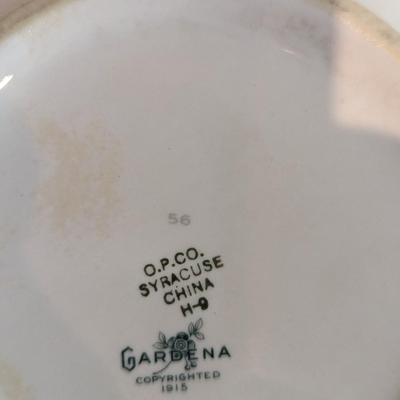 56
O.P.CO.
SYRACUSE
CHINA
H-9
GARDENA
COPYRIGHTED
1915